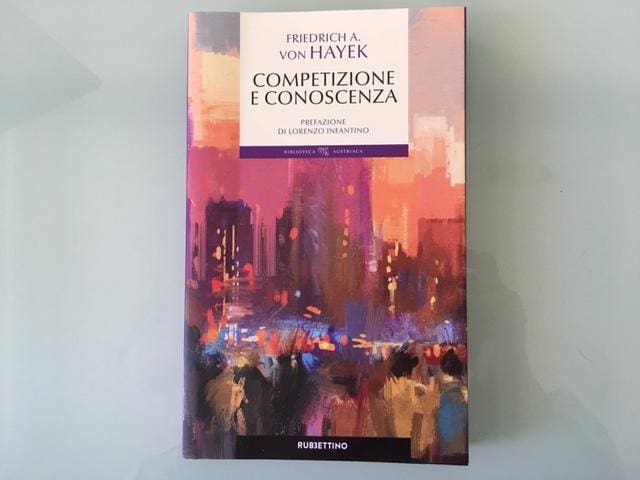 FRIEDRICH A.
VON HAYEK
COMPETIZIONE
E CONOSCENZA
PREFAZIONE
DI LORENZO INFANTINO
BIBLIOTECA AUSTRIACA
RUBBETTINO